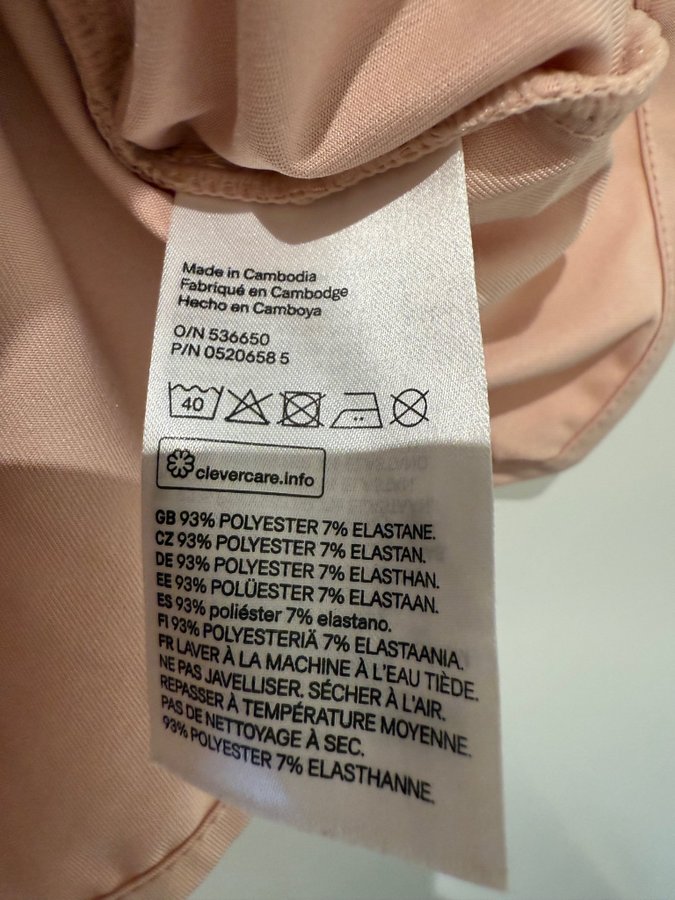 Made in Cambodia
Fabriqué en Cambodge
Hecho en Camboya
O/N 536650
P/N 0520658 5
40
clevercare.info
GB 93% POLYESTER 7% ELASTANE.
CZ 93% POLYESTER 7% ELASTAN.
DE 93% POLYESTER 7% ELASTHAN.
EE 93% POLÜESTER 7% ELASTAAN.
ES 93% poliéster 7% elastano.
FI 93% POLYESTERIÄ 7% ELASTAANIA.
FR LAVER À LA MACHINE À L'EAU TIÈDE.
NE PAS JAVELLISER. SÉCHER À L'AIR.
REPASSER À TEMPÉRATURE MOYENNE.
PAS DE NETTOYAGE À SEC.
93% POLYESTER 7% ELASTHANNE.